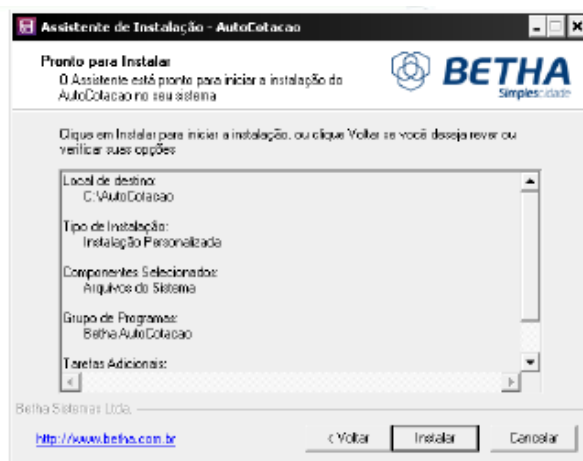 Assistente de Instalação - AutoCotacao
Pronto para Instalar
O Assistente está pronto para iniciar a instalação do
AutoCotacao no seu sistema
BETHA
Simplescidade
Clique em Instalar para iniciar a instalação, ou clique Voltar se você deseja rever ou
verificar suas opções
Local de destino:
C:\AutoCotacao
Tipo de Instalação:
Instalação Personalizada
Componentes Selecionados:
Arquivos do Sistema
Grupo de Programas:
Betha AutoCotacao
Tarefas Adicionais:
Betha Sistemas Ltda.
http://www.betha.com.br
< Voltar
Instalar
Cancelar